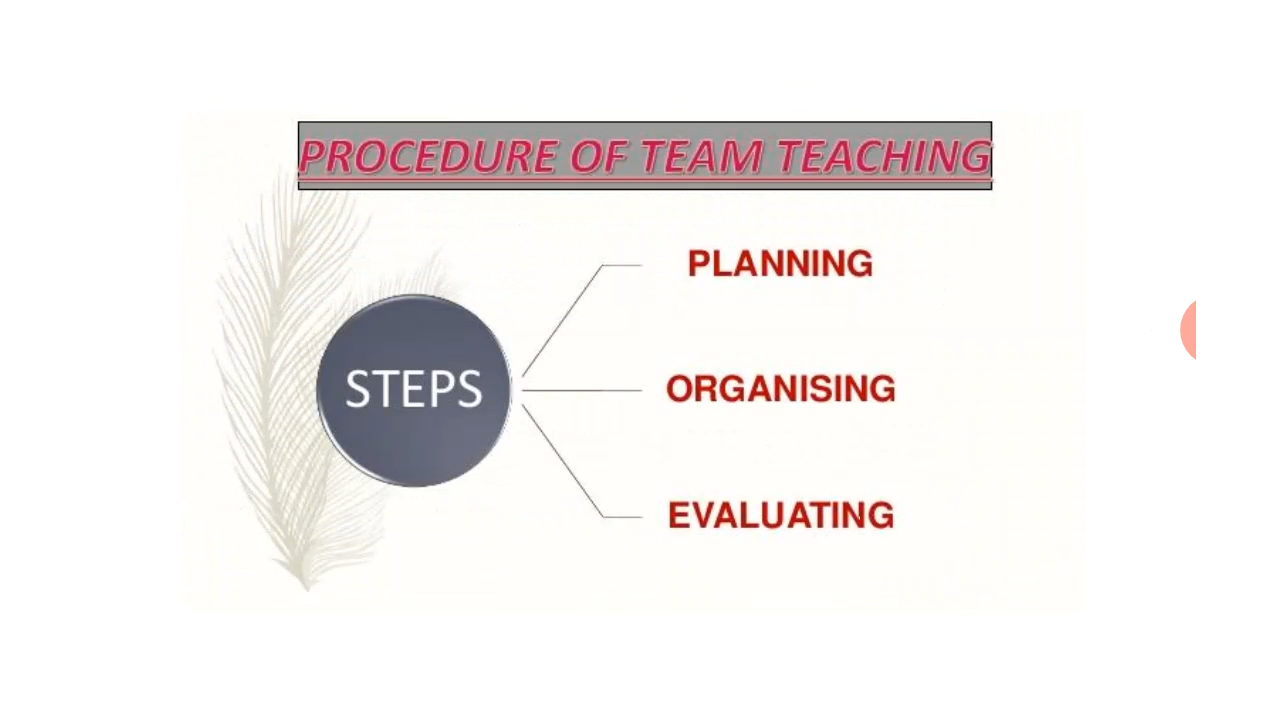 PROCEDURE OF TEAM TEACHING
STEPS
PLANNING
ORGANISING
EVALUATING